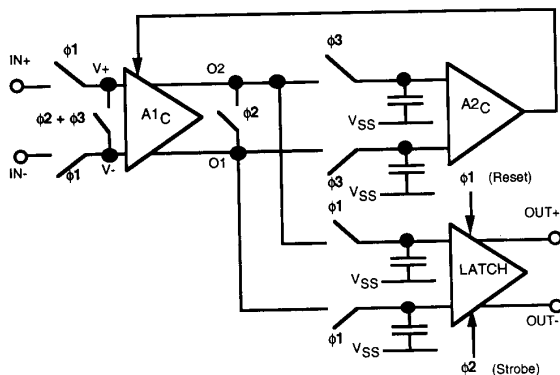 IN+
ϕ1
V+
A1C
O2
ϕ3
A2C
VSS
ϕ2 + ϕ3
ϕ2
IN-
ϕ1
V-
O1
ϕ3
VSS
ϕ1 (Reset)
ϕ1
OUT+
VSS
LATCH
ϕ1
VSS
OUT-
ϕ2 (Strobe)